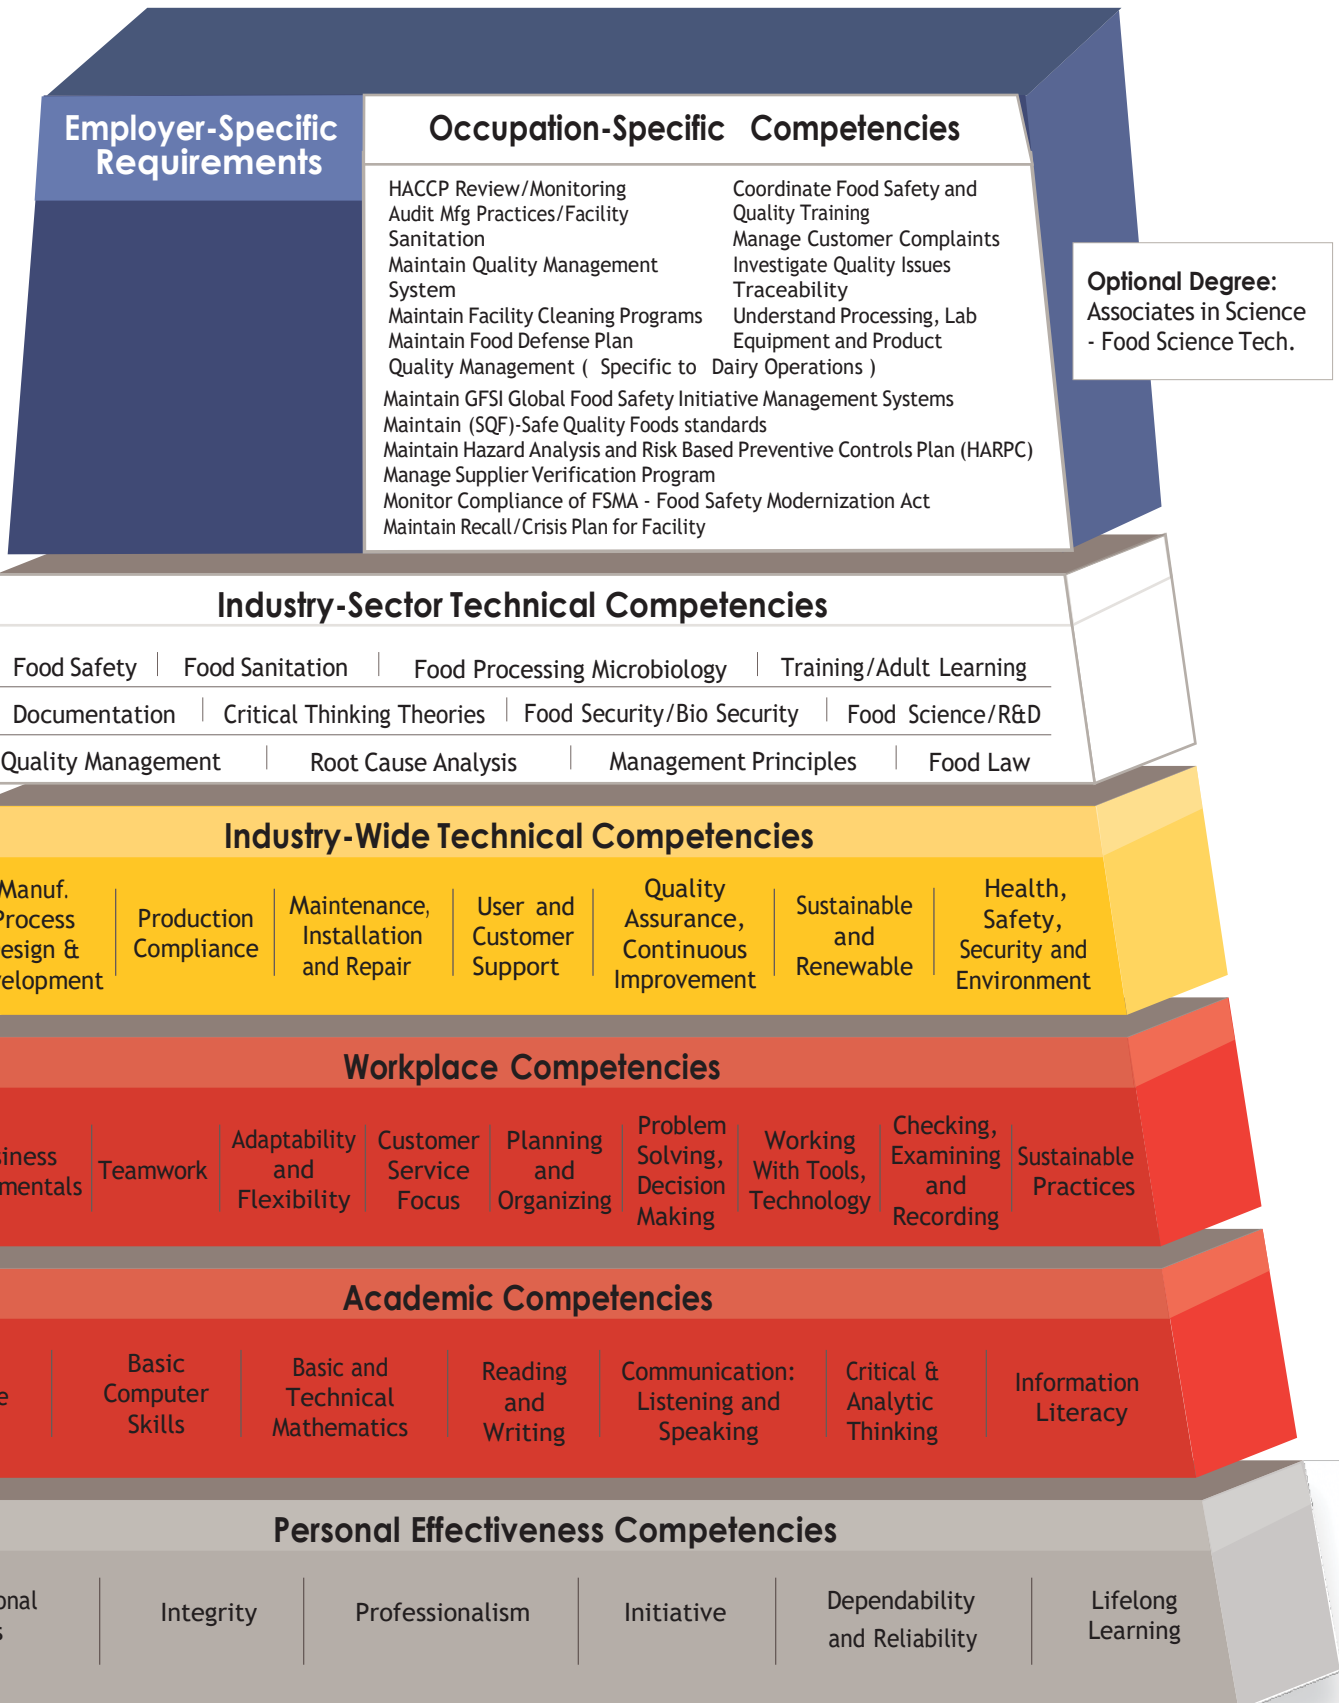 Employer-Specific
Requirements
Occupation-Specific Competencies
HACCP Review/Monitoring
Audit Mfg Practices/Facility
Sanitation
Maintain Quality Management
System
Maintain Facility Cleaning Programs
Maintain Food Defense Plan
Quality Management ( Specific to Dairy Operations )
Coordinate Food Safety and
Quality Training
Manage Customer Complaints
Investigate Quality Issues
Traceability
Understand Processing, Lab
Equipment and Product
Maintain GFSI Global Food Safety Initiative Management Systems
Maintain (SQF)-Safe Quality Foods standards
Maintain Hazard Analysis and Risk Based Preventive Controls Plan (HARPC)
Manage Supplier Verification Program
Monitor Compliance of FSMA - Food Safety Modernization Act
Maintain Recall/Crisis Plan for Facility
Optional Degree:
Associates in Science
- Food Science Tech.
Industry-Sector Technical Competencies
Food Safety Food Sanitation Food Processing Microbiology Training/Adult Learning
Documentation Critical Thinking Theories Food Security/Bio Security Food Science/R&D
Quality Management Root Cause Analysis Management Principles Food Law
Industry-Wide Technical Competencies
Manuf.
Process
esign &
elopment
Production
Compliance
Maintenance,
Installation
and Repair
User and
Customer
Support
Quality
Assurance,
Continuous
Improvement
Sustainable
and
Renewable
Health,
Safety,
Security and
Environment
Workplace Competencies
siness
mentals
Teamwork
Adaptability
and
Flexibility
Customer
Service
Focus
Planning
and
Organizing
Problem
Solving,
Decision
Making
Working
With Tools,
Technology
Checking,
Examining
and
Recording
Sustainable
Practices
Academic Competencies
e
Basic
Computer
Skills
Basic and
Technical
Mathematics
Reading
and
Writing
Communication:
Listening and
Speaking
Critical &
Analytic
Thinking
Information
Literacy
Personal Effectiveness Competencies
onal
s
Integrity
Professionalism
Initiative
Dependability
and Reliability
Lifelong
Learning